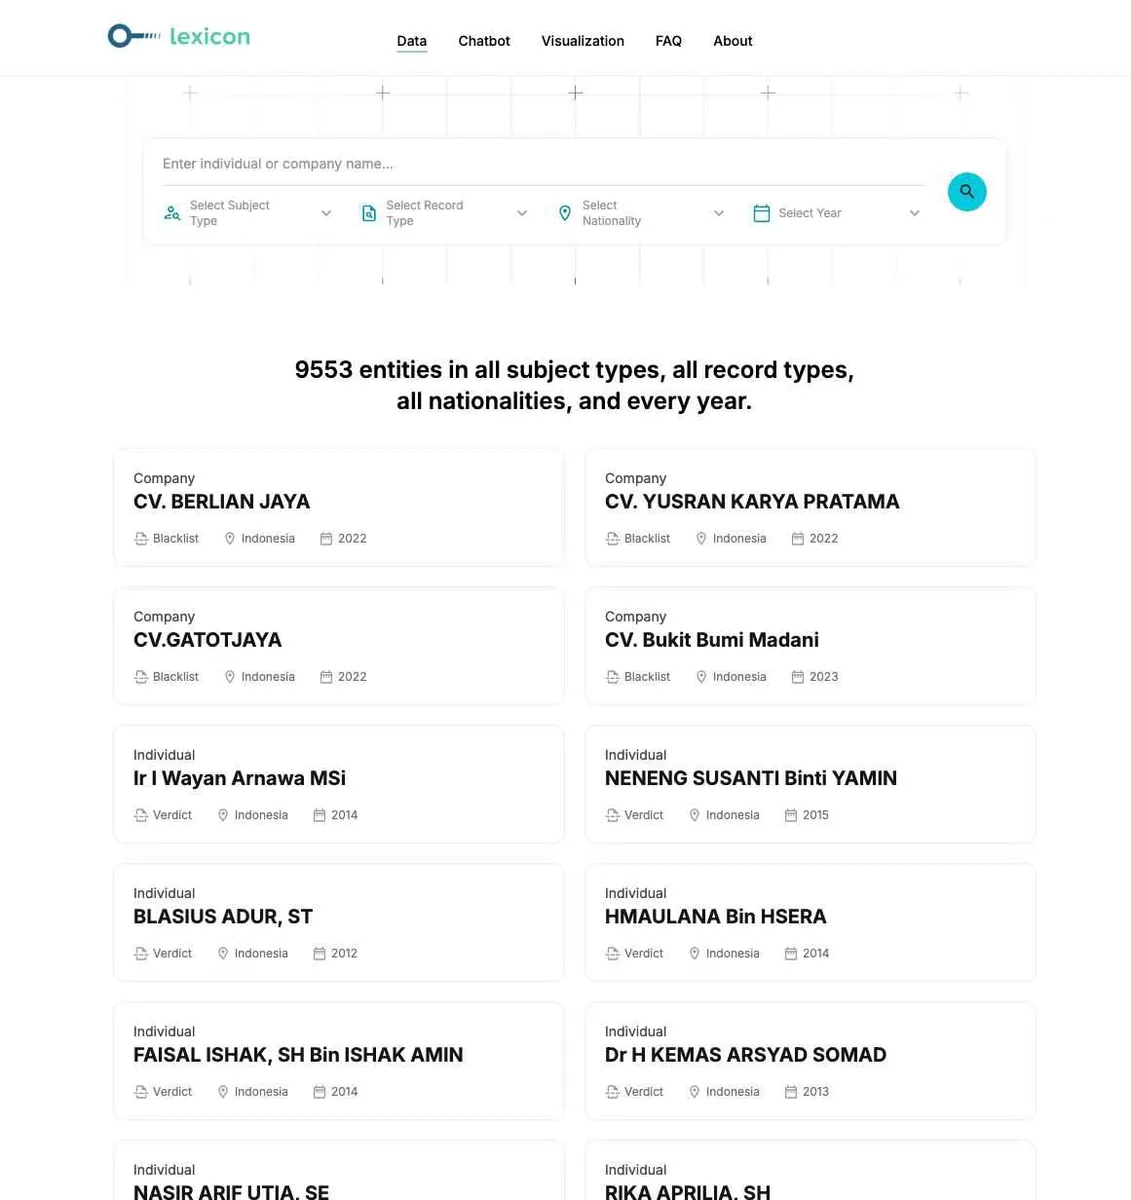 lexicon
Data Chatbot Visualization FAQ About
Enter individual or company name...
Select Subject Type
Select Record Type
Select Nationality
Select Year
9553 entities in all subject types, all record types,
all nationalities, and every year.
Company
CV. BERLIAN JAYA
Blacklist Indonesia 2022
Company
CV. YUSRAN KARYA PRATAMA
Blacklist Indonesia 2022
Company
CV.GATOTJAYA
Blacklist Indonesia 2022
Company
CV. Bukit Bumi Madani
Blacklist Indonesia 2023
Individual
Ir I Wayan Arnawa MSi
Verdict Indonesia 2014
Individual
NENENG SUSANTI Binti YAMIN
Verdict Indonesia 2015
Individual
BLASIUS ADUR, ST
Verdict Indonesia 2012
Individual
HMAULANA Bin HSERA
Verdict Indonesia 2014
Individual
FAISAL ISHAK, SH Bin ISHAK AMIN
Verdict Indonesia 2014
Individual
Dr H KEMAS ARSYAD SOMAD
Verdict Indonesia 2013
Individual
NASIR ARIF UTIA, SE
Individual
RIKA APRILIA, SH